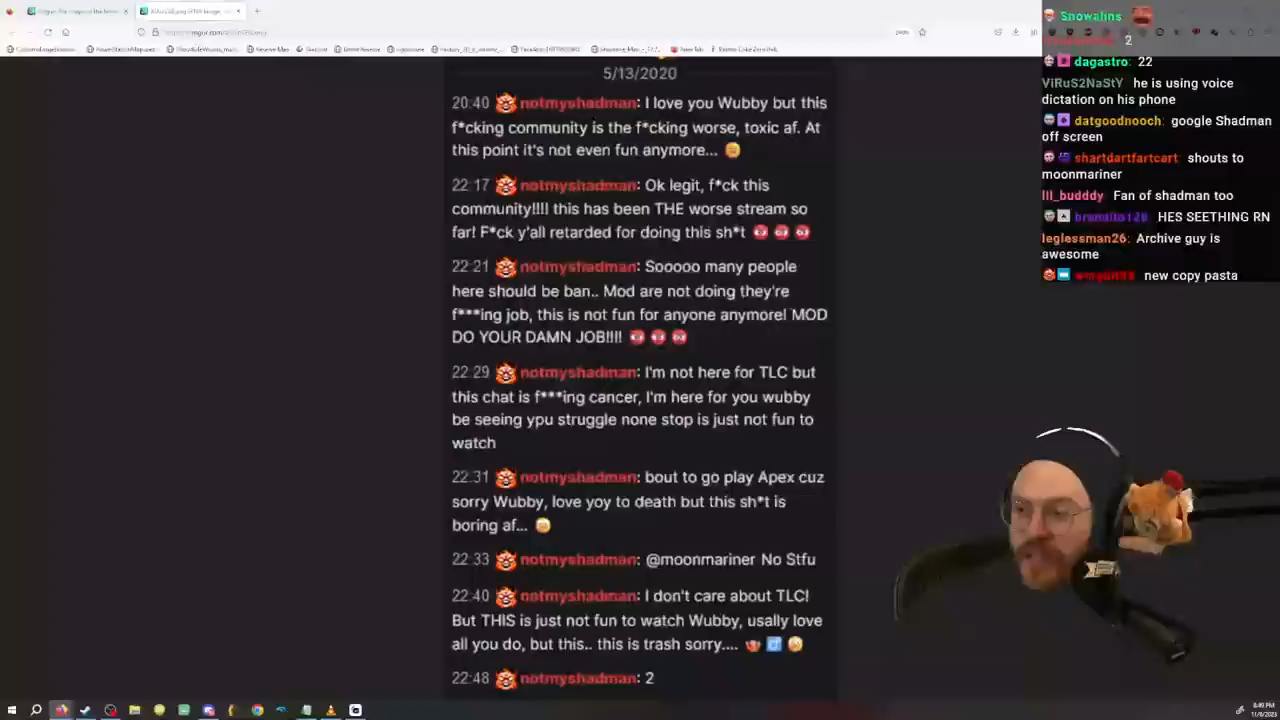 5/13/2020
20:40 notmyshadman: I love you Wubby but this
f*cking community is the f*cking worse, toxic af. At
this point it's not even fun anymore...
22:17 notmyshadman: Ok legit, f*ck this
community!!!! this has been THE worse stream so
far! F*ck y'all retarded for doing this sh*t
22:21 notmyshadman: Sooooo many people
here should be ban.. Mod are not doing they're
f***ing job, this is not fun for anyone anymore! MOD
DO YOUR DAMN JOB!!!!
22:29 notmyshadman: I'm not here for TLC but
this chat is f***ing cancer, I'm here for you wubby
be seeing ypu struggle none stop is just not fun to
watch
22:31 notmyshadman: bout to go play Apex cuz
sorry Wubby, love yoy to death but this sh*t is
boring af...
22:33 notmyshadman: @moonmariner No Stfu
22:40 notmyshadman: I don't care about TLC!
But THIS is just not fun to watch Wubby, usally love
all you do, but this.. this is trash sorry....
22:48 notmyshadman: 2
Snowalins
2
dagastro: 22
ViRuS2NaStY he is using voice
dictation on his phone
datgoodnooch: google Shadman
off screen
shartdartfartcart shouts to
moonmariner
lll_budddy Fan of shadman too
HES SEETHING RN
leglessman26: Archive guy is
awesome
new copy pasta
8:49 PM